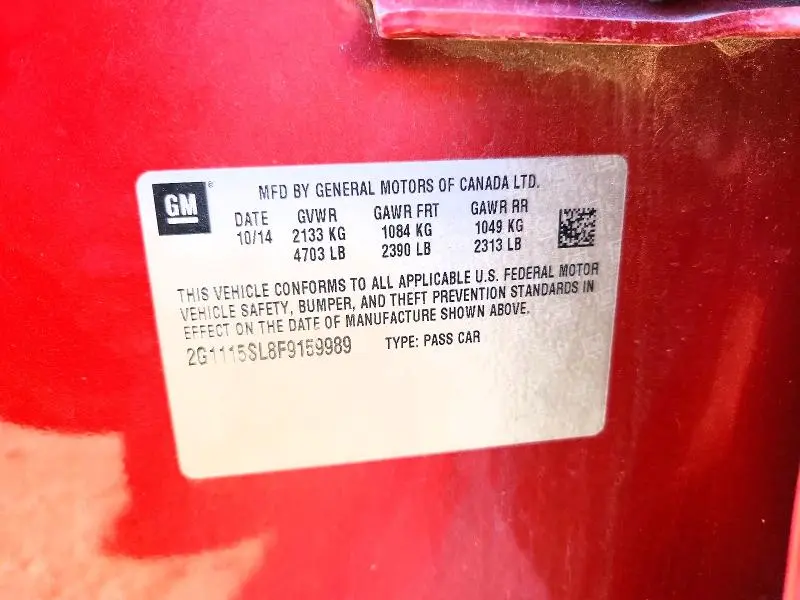 GM®
MFD BY GENERAL MOTORS OF CANADA LTD.
DATE GVWR GAWR FRT GAWR RR
10/14 2133 KG 1084 KG 1049 KG
4703 LB 2390 LB 2313 LB
THIS VEHICLE CONFORMS TO ALL APPLICABLE U.S. FEDERAL MOTOR
VEHICLE SAFETY, BUMPER, AND THEFT PREVENTION STANDARDS IN
EFFECT ON THE DATE OF MANUFACTURE SHOWN ABOVE.
2G1115SL8F9159989 TYPE: PASS CAR